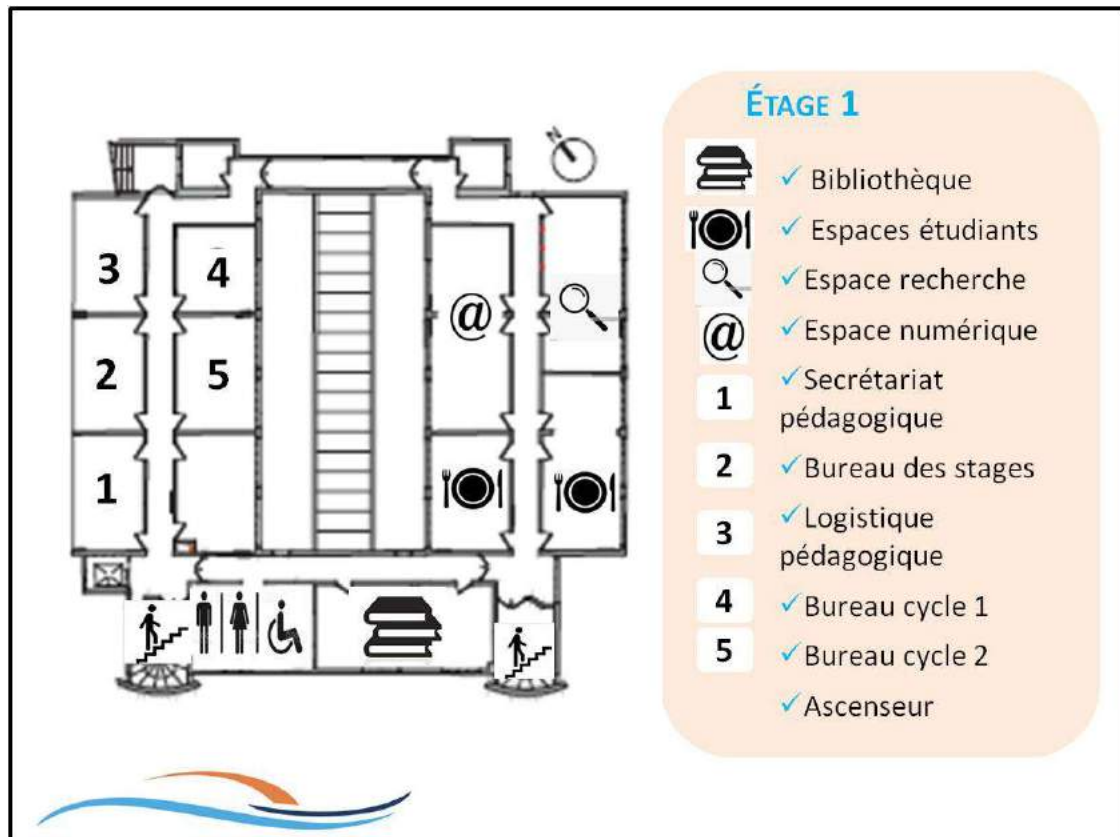 ÉTAGE 1
N
Bibliothèque
Espaces étudiants
Espace recherche
@ Espace numérique
1 Secrétariat
pédagogique
2 Bureau des stages
3 Logistique
pédagogique
4 Bureau cycle 1
5 Bureau cycle 2
Ascenseur
3 4
@
2 5
1